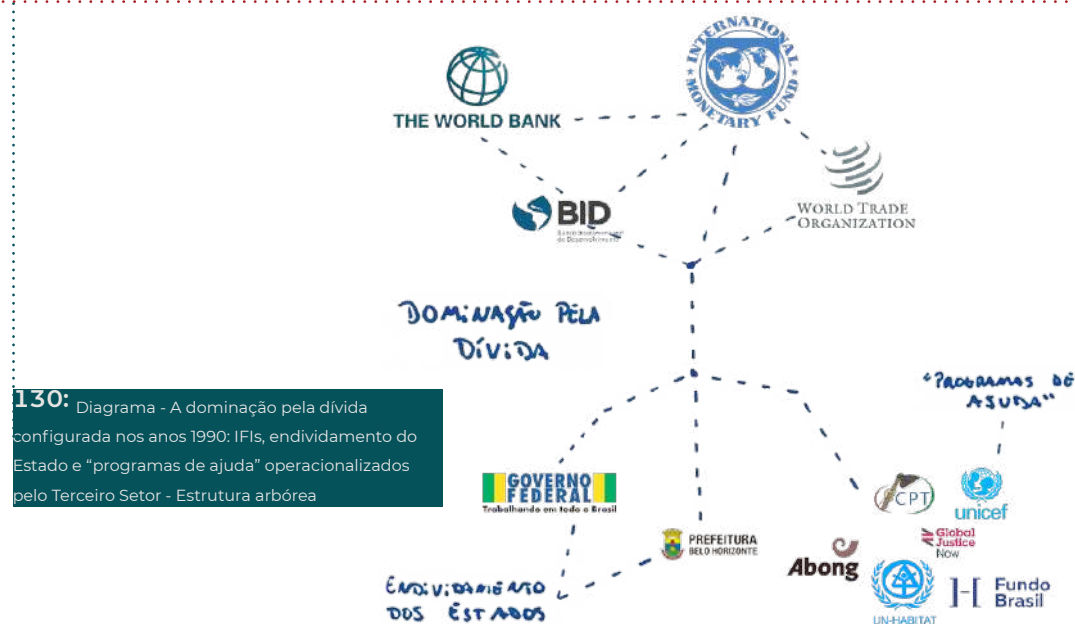 INTERNATIONAL
MONETARY FUND
THE WORLD BANK
BID
WORLD TRADE
ORGANIZATION
DOMINAÇÃO PELA
DÍVIDA
130: Diagrama - A dominação pela dívida
configurada nos anos 1990: IFIs, endividamento do
Estado e “programas de ajuda” operacionalizados
pelo Terceiro Setor - Estrutura arbórea
"PROGRAMAS DE
AJUDA"
GOVERNO
FEDERAL
Trabalhando em todo o Brasil
CPT
unicef
PREFEITURA
BELO HORIZONTE
Global
Justice
Now
Abong
Fundo
Brasil
UN-HABITAT
ENDIVIDAMENTO
DOS ESTADOS